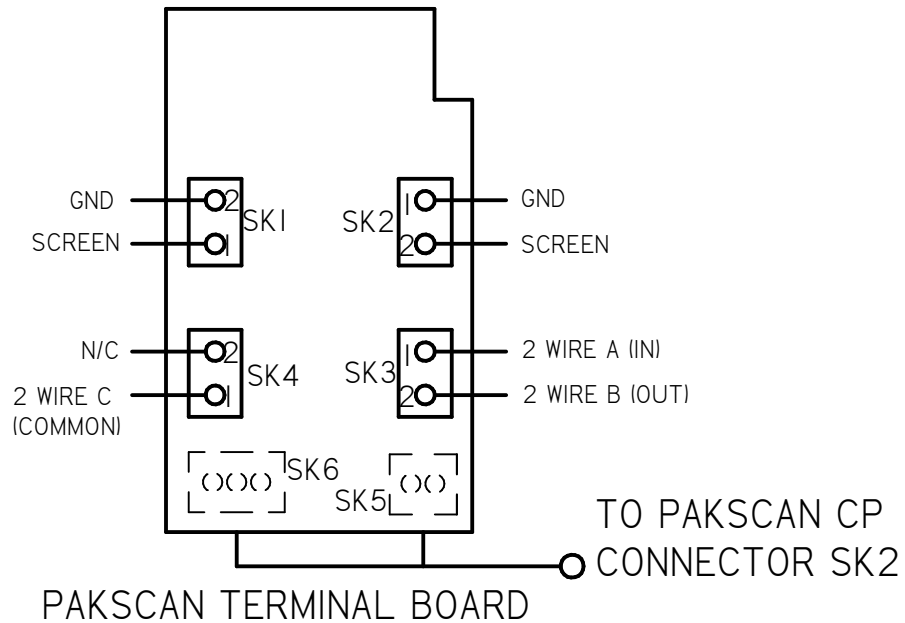 GND
2
SK1
1
SCREEN
SK2
1
GND
2
SCREEN
N/C
2
SK4
1
2 WIRE C
(COMMON)
SK3
1
2 WIRE A (IN)
2
2 WIRE B (OUT)
SK6
SK5
TO PAKSCAN CP
CONNECTOR SK2
PAKSCAN TERMINAL BOARD